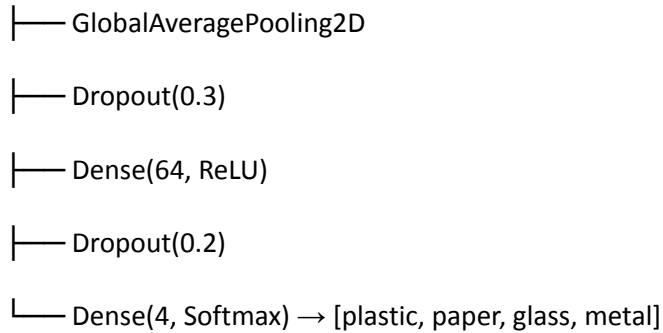 ├── GlobalAveragePooling2D
├── Dropout(0.3)
├── Dense(64, ReLU)
├── Dropout(0.2)
└── Dense(4, Softmax) → [plastic, paper, glass, metal]